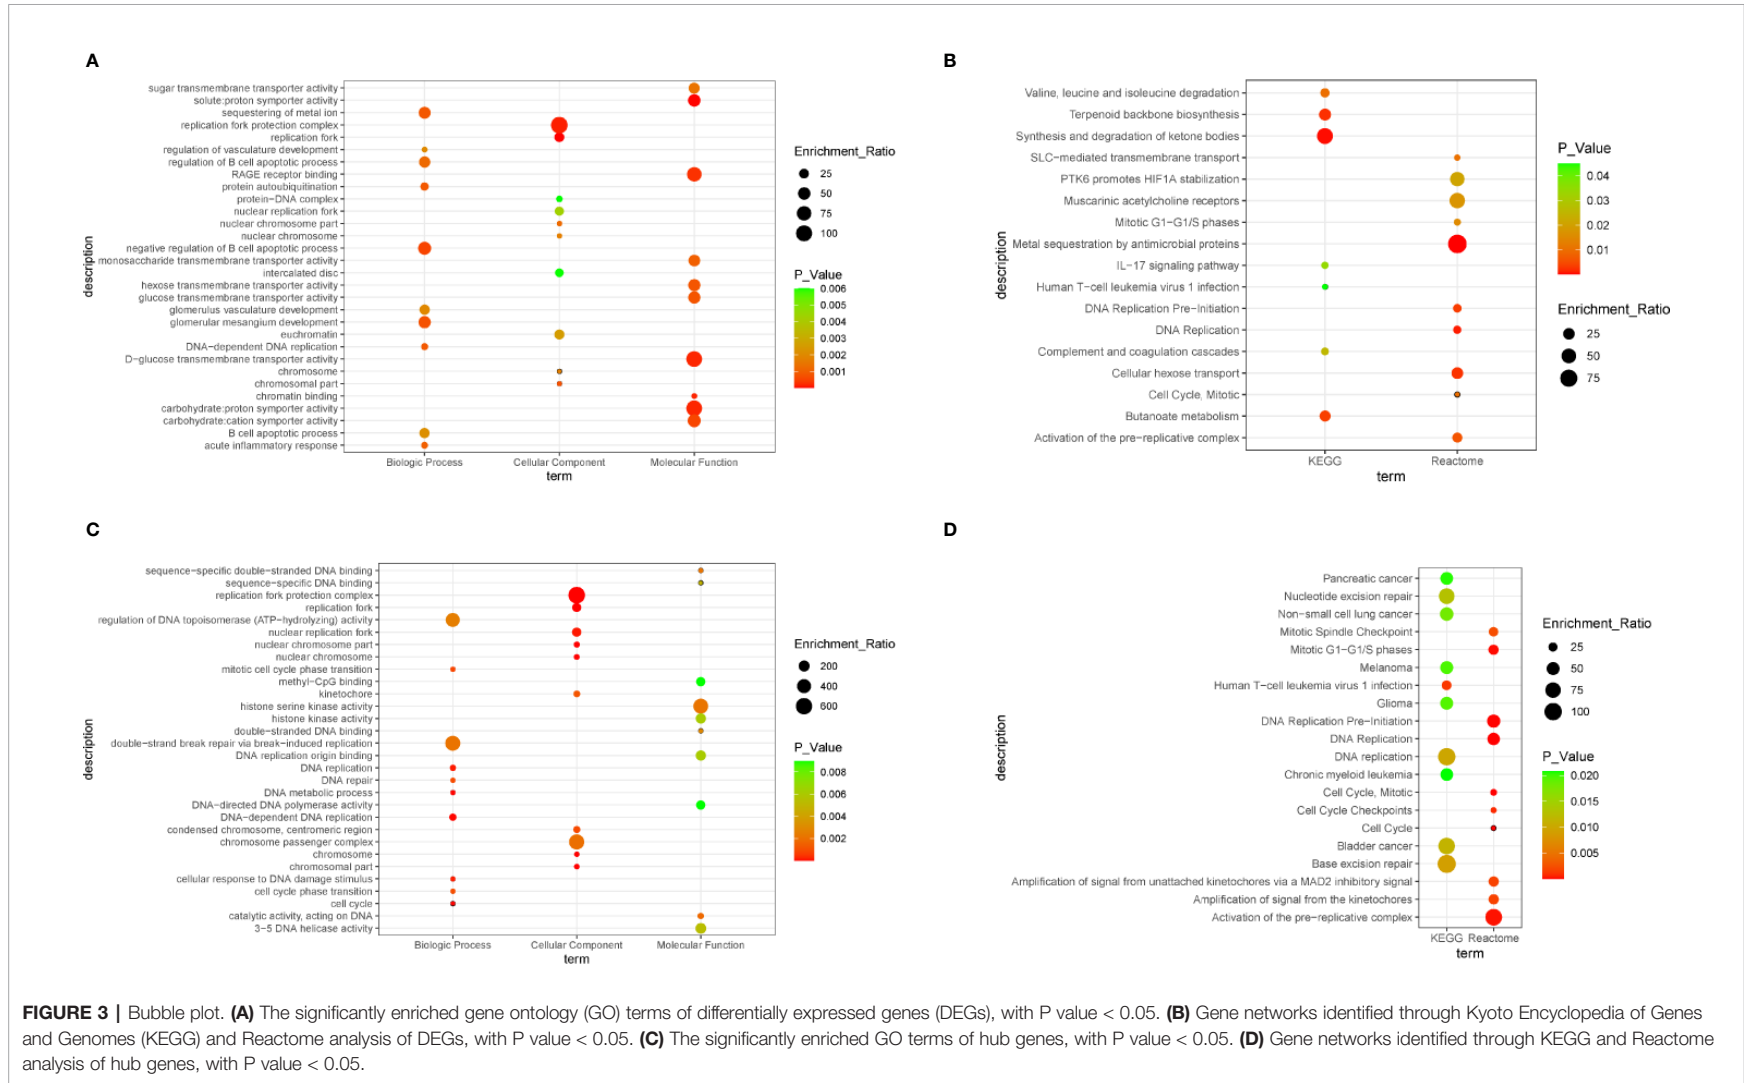 A
sugar transmembrane transporter activity
solute:proton symporter activity
sequestering of metal ion
replication fork protection complex
replication fork
regulation of vasculature development
regulation of B cell apoptotic process
RAGE receptor binding
protein autoubiquitination
protein−DNA complex
nuclear replication fork
nuclear chromosome part
nuclear chromosome
negative regulation of B cell apoptotic process
monosaccharide transmembrane transporter activity
intercalated disc
hexose transmembrane transporter activity
glucose transmembrane transporter activity
glomerulus vasculature development
glomerular mesangium development
euchromatin
DNA−dependent DNA replication
D−glucose transmembrane transporter activity
chromosome
chromosomal part
chromatin binding
carbohydrate:proton symporter activity
carbohydrate:cation symporter activity
B cell apoptotic process
acute inflammatory response
description
Biologic Process Cellular Component Molecular Function
term
Enrichment_Ratio
25
50
75
100
P_Value
0.006
0.005
0.004
0.003
0.002
0.001
B
Valine, leucine and isoleucine degradation
Terpenoid backbone biosynthesis
Synthesis and degradation of ketone bodies
SLC−mediated transmembrane transport
PTK6 promotes HIF1A stabilization
Muscarinic acetylcholine receptors
Mitotic G1−G1/S phases
Metal sequestration by antimicrobial proteins
IL−17 signaling pathway
Human T−cell leukemia virus 1 infection
DNA Replication Pre−Initiation
DNA Replication
Complement and coagulation cascades
Cellular hexose transport
Cell Cycle, Mitotic
Butanoate metabolism
Activation of the pre−replicative complex
description
KEGG Reactome
term
P_Value
0.04
0.03
0.02
0.01
Enrichment_Ratio
25
50
75
C
sequence−specific double−stranded DNA binding
sequence−specific DNA binding
replication fork protection complex
replication fork
regulation of DNA topoisomerase (ATP−hydrolyzing) activity
nuclear replication fork
nuclear chromosome part
nuclear chromosome
mitotic cell cycle phase transition
methyl−CpG binding
kinetochore
histone serine kinase activity
histone kinase activity
double−stranded DNA binding
double−strand break repair via break−induced replication
DNA replication origin binding
DNA replication
DNA repair
DNA metabolic process
DNA−directed DNA polymerase activity
DNA−dependent DNA replication
condensed chromosome, centromeric region
chromosome passenger complex
chromosome
chromosomal part
cellular response to DNA damage stimulus
cell cycle phase transition
cell cycle
catalytic activity, acting on DNA
3−5 DNA helicase activity
description
Biologic Process Cellular Component Molecular Function
term
Enrichment_Ratio
200
400
600
P_Value
0.008
0.006
0.004
0.002
D
Pancreatic cancer
Nucleotide excision repair
Non−small cell lung cancer
Mitotic Spindle Checkpoint
Mitotic G1−G1/S phases
Melanoma
Human T−cell leukemia virus 1 infection
Glioma
DNA Replication Pre−Initiation
DNA Replication
DNA replication
Chronic myeloid leukemia
Cell Cycle, Mitotic
Cell Cycle Checkpoints
Cell Cycle
Bladder cancer
Base excision repair
Amplification of signal from unattached kinetochores via a MAD2 inhibitory signal
Amplification of signal from the kinetochores
Activation of the pre−replicative complex
description
KEGG Reactome
term
Enrichment_Ratio
25
50
75
100
P_Value
0.020
0.015
0.010
0.005
FIGURE 3 | Bubble plot. (A) The significantly enriched gene ontology (GO) terms of differentially expressed genes (DEGs), with P value < 0.05. (B) Gene networks identified through Kyoto Encyclopedia of Genes
and Genomes (KEGG) and Reactome analysis of DEGs, with P value < 0.05. (C) The significantly enriched GO terms of hub genes, with P value < 0.05. (D) Gene networks identified through KEGG and Reactome
analysis of hub genes, with P value < 0.05.